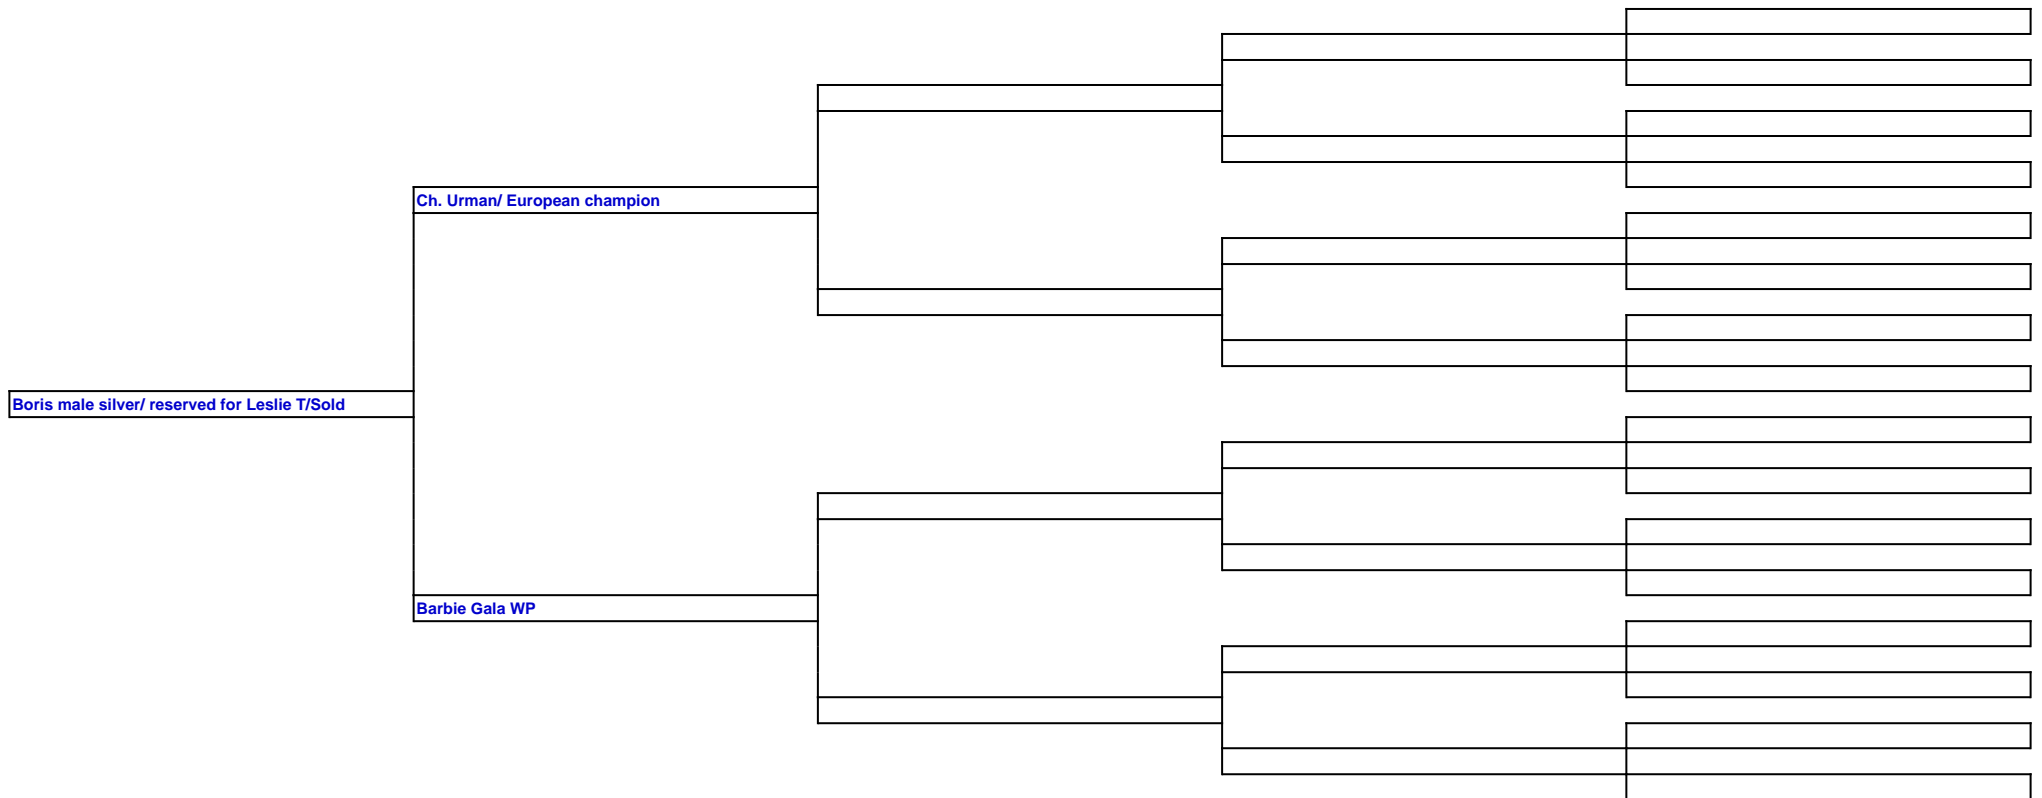 Ch. Urman/ European champion
Boris male silver/ reserved for Leslie T/Sold
Barbie Gala WP